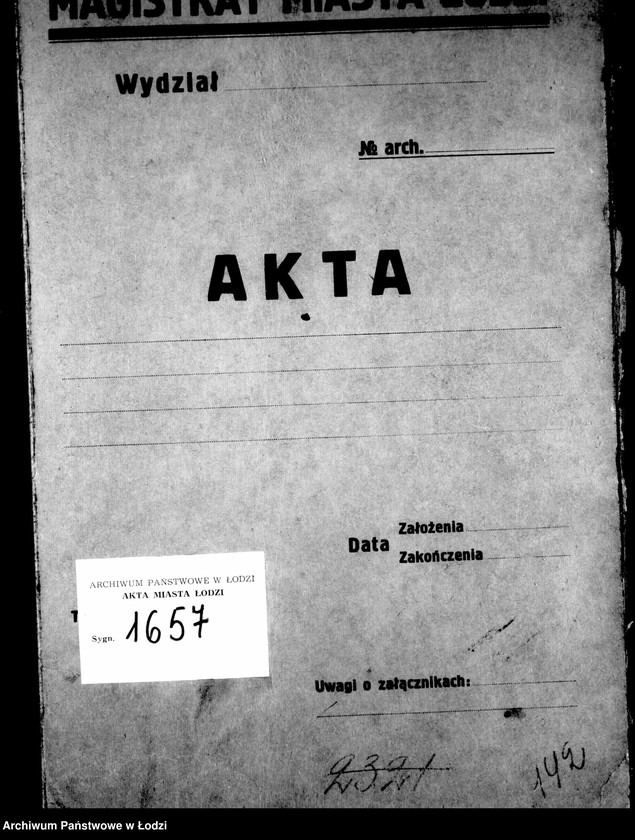 MAGISTRAT MIASTA ŁODZI
Wydział
№ arch.
AKTA
Data
Założenia
Zakończenia
T
ARCHIWUM PAŃSTWOWE W ŁODZI
AKTA MIASTA ŁODZI
Sygn. 1657
Uwagi o załącznikach:
142
Archiwum Państwowe w Łodzi